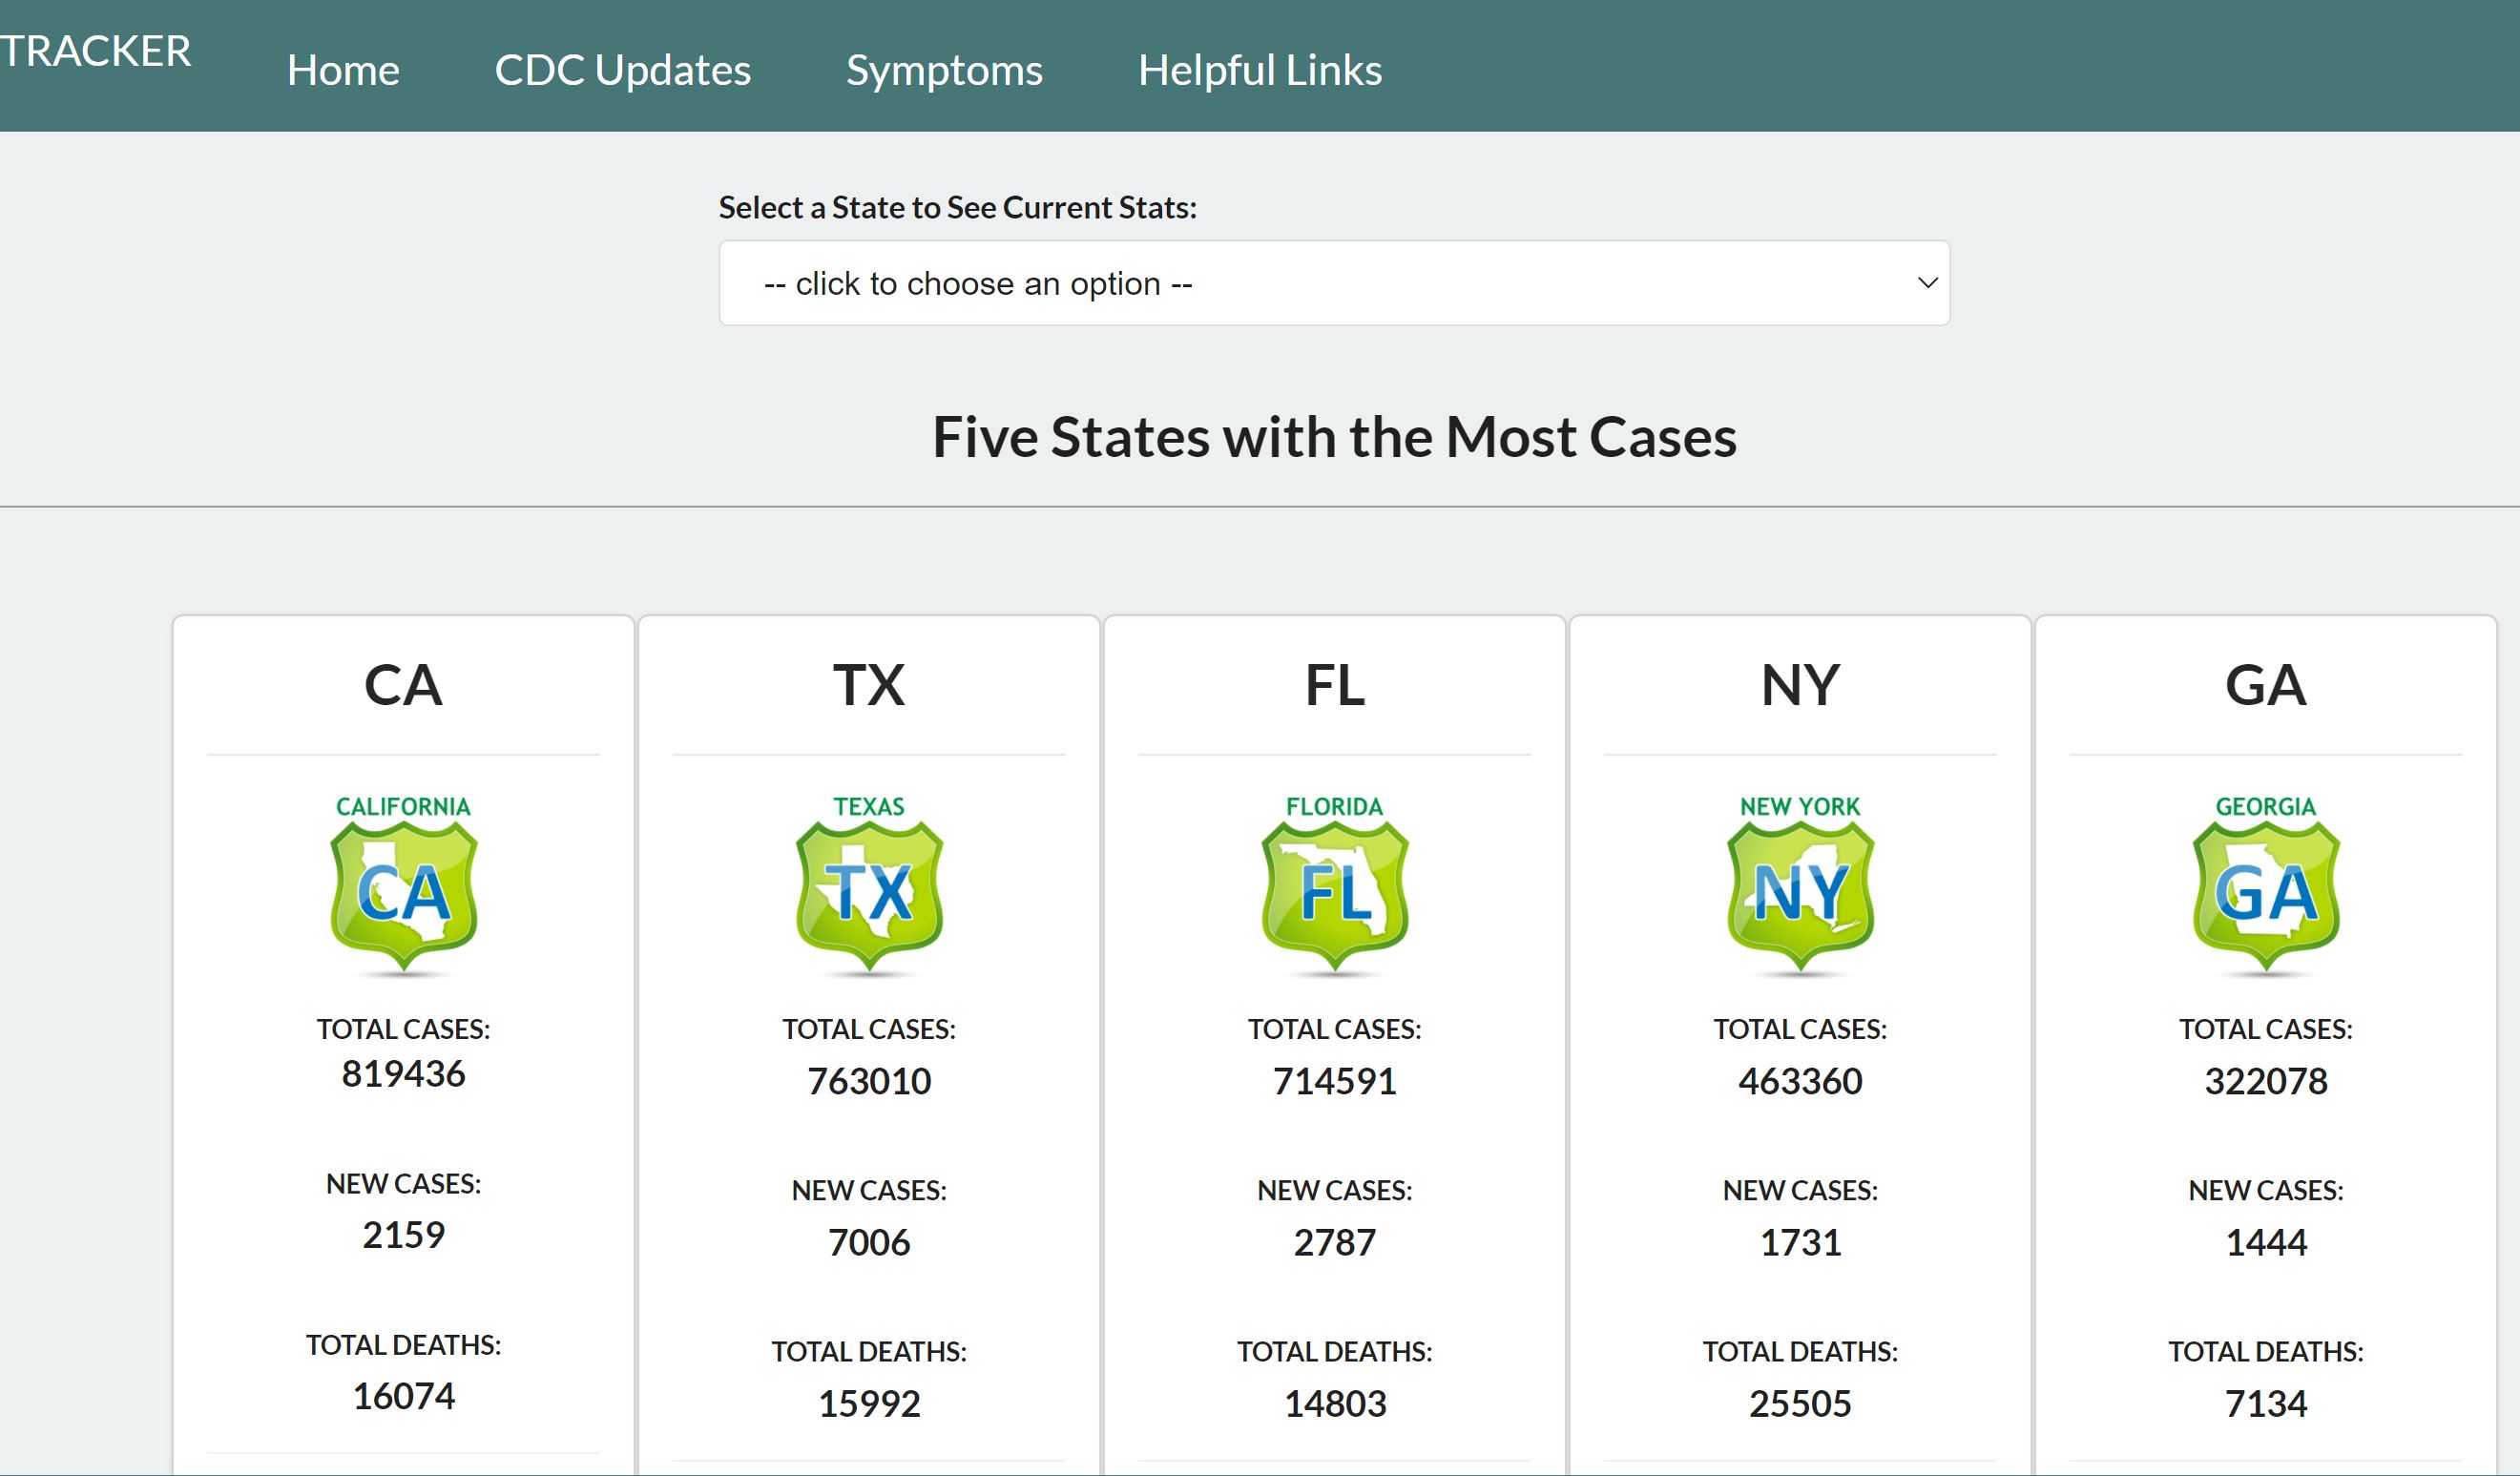 TRACKER
Home
CDC Updates
Symptoms
Helpful Links
Select a State to See Current Stats:
-- click to choose an option --
Five States with the Most Cases
CA
CALIFORNIA
CA
TOTAL CASES:
819436
NEW CASES:
2159
TOTAL DEATHS:
16074
TX
TEXAS
TX
TOTAL CASES:
763010
NEW CASES:
7006
TOTAL DEATHS:
15992
FL
FLORIDA
FL
TOTAL CASES:
714591
NEW CASES:
2787
TOTAL DEATHS:
14803
NY
NEW YORK
NY
TOTAL CASES:
463360
NEW CASES:
1731
TOTAL DEATHS:
25505
GA
GEORGIA
GA
TOTAL CASES:
322078
NEW CASES:
1444
TOTAL DEATHS:
7134